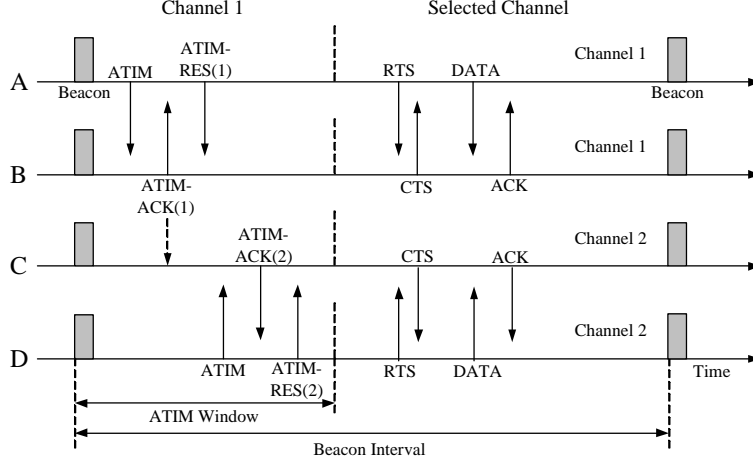 Channel 1
Selected Channel
ATIM
ATIM-
RES(1)
RTS
DATA
Channel 1
A
Beacon
Beacon
Channel 1
B
ATIM-
ACK(1)
CTS
ACK
ATIM-
ACK(2)
CTS
ACK
Channel 2
C
Channel 2
D
ATIM
ATIM-
RES(2)
RTS
DATA
Time
ATIM Window
Beacon Interval